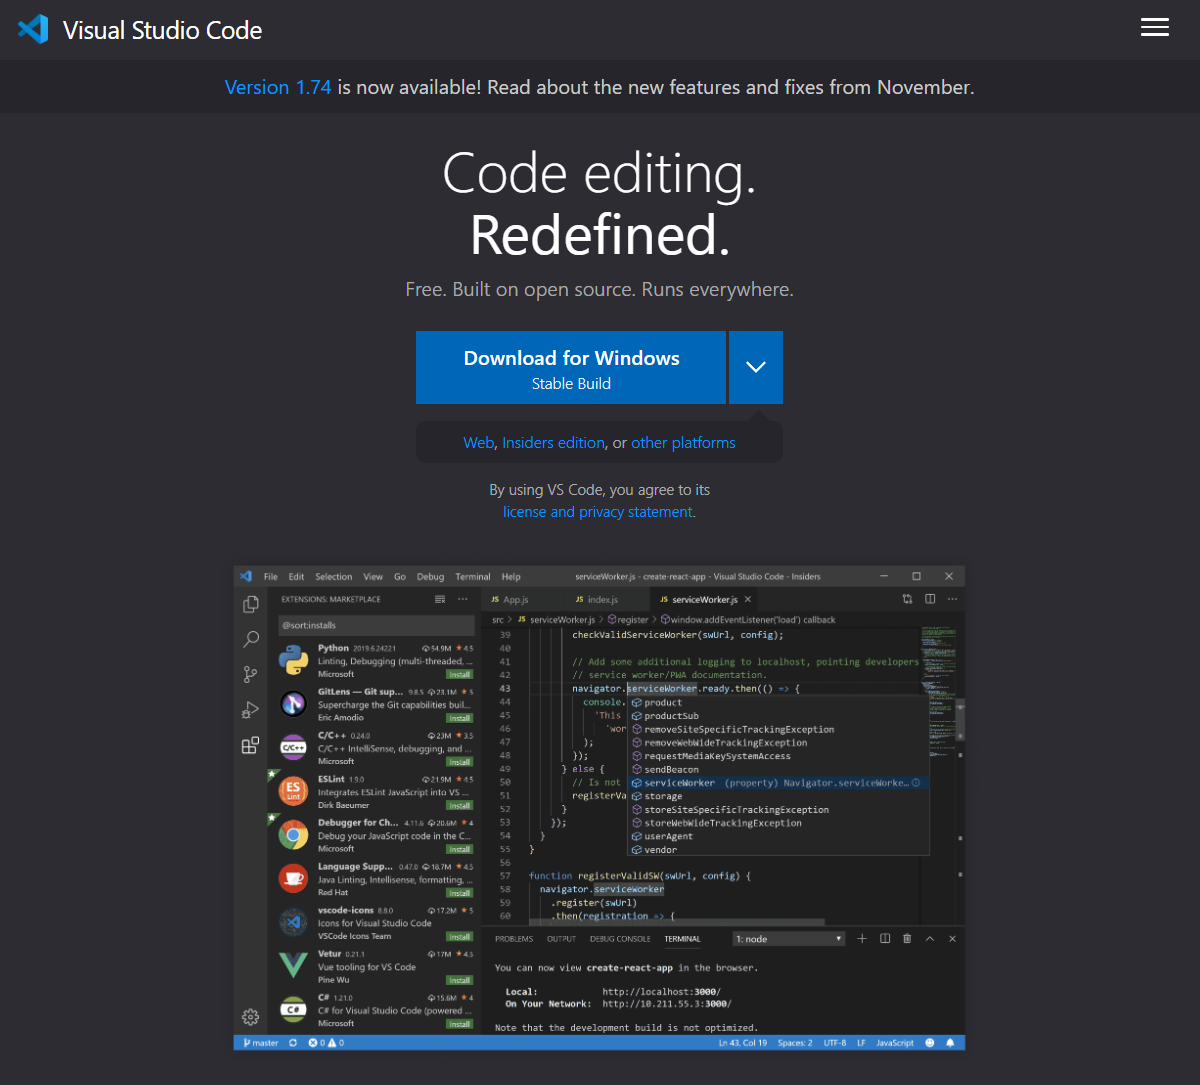 Visual Studio Code
Version 1.74 is now available! Read about the new features and fixes from November.
Code editing.
Redefined.
Free. Built on open source. Runs everywhere.
Download for Windows
Stable Build
Web, Insiders edition, or other platforms
By using VS Code, you agree to its
license and privacy statement.
File Edit Selection View Go Debug Terminal Help
serviceWorker.js - create-react-app - Visual Studio Code - Insiders
EXTENSIONS: MARKETPLACE
@sort:installs
Python 2019.6.24221 54.9M ★ 4.5
Linting, Debugging (multi-threaded, ...
Microsoft Install
GitLens — Git sup... 9.8.5 23.1M ★ 5
Supercharge the Git capabilities buil...
Eric Amodio Install
C/C++ 0.24.0 23M ★ 3.5
C/C++ IntelliSense, debugging, and ...
Microsoft Install
C/C++
ESLint 1.9.0 21.9M ★ 4.5
Integrates ESLint JavaScript into VS ...
Dirk Baeumer Install
ES
Lint
Debugger for Ch... 4.11.6 20.6M ★ 4
Debug your JavaScript code in the C...
Microsoft Install
Language Supp... 0.47.0 18.7M ★ 4.5
Java Linting, Intellisense, formatting, ...
Red Hat Install
vscode-icons 8.8.0 17.2M ★ 5
Icons for Visual Studio Code
VSCode Icons Team Install
Vetur 0.21.1 17M ★ 4.5
Vue tooling for VS Code
Pine Wu Install
C# 1.21.0 15.6M ★ 4
C# for Visual Studio Code (powered ...
Microsoft Install
C#
JS App.js JS index.js JS serviceWorker.js
src > JS serviceWorker.js > register > window.addEventListener('load') callback
39 checkValidServiceWorker(swUrl, config);
40
41 // Add some additional logging to localhost, pointing developers
42 // service worker/PWA documentation.
43 navigator.serviceWorker.ready.then(() => {
44 console.
45 'This
46 'wor
47 );
48 });
49 } else {
50 // Is not
51 registerVa
52 }
53 });
54 }
55 }
56
57 function registerValidSW(swUrl, config) {
58 navigator.serviceWorker
59 .register(swUrl)
60 .then(registration => {
product
productSub
removeSiteSpecificTrackingException
removeWebWideTrackingException
requestMediaKeySystemAccess
sendBeacon
serviceWorker (property) Navigator.serviceWorke...
storage
storeSiteSpecificTrackingException
storeWebWideTrackingException
userAgent
vendor
PROBLEMS OUTPUT DEBUG CONSOLE TERMINAL 1: node
You can now view create-react-app in the browser.
Local: http://localhost:3000/
On Your Network: http://10.211.55.3:3000/
Note that the development build is not optimized.
master 0 0 Ln 43, Col 19 Spaces: 2 UTF-8 LF JavaScript